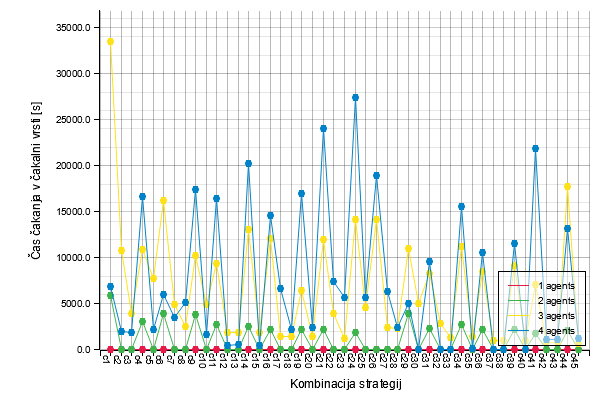 35000.0
30000.0
25000.0
20000.0
15000.0
10000.0
5000.0
0.0
Čas čakanja v čakalni vrsti [s]
c1 c2 c3 c4 c5 c6 c7 c8 c9 c10 c11 c12 c13 c14 c15 c16 c17 c18 c19 c20 c21 c22 c23 c24 c25 c26 c27 c28 c29 c30 c31 c32 c33 c34 c35 c36 c37 c38 c39 c40 c41 c42 c43 c44 c45
Kombinacija strategij
1 agents
2 agents
3 agents
4 agents